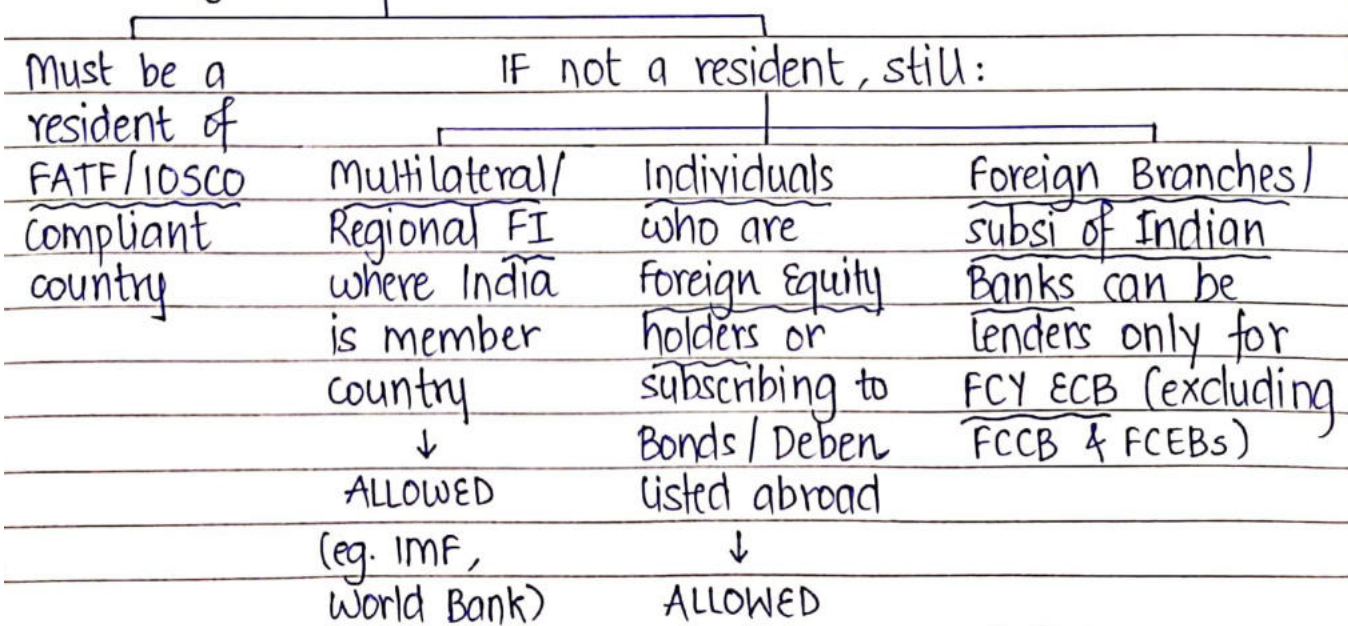 Must be a
resident of
FATF/IOSCO
compliant
country
IF not a resident, still:
Multilateral/
Regional FI
where India
is member
country
↓
ALLOWED
(eg. IMF,
World Bank)
Individuals
who are
Foreign Equity
holders or
subscribing to
Bonds/Deben
listed abroad
↓
ALLOWED
Foreign Branches/
subsi of Indian
Banks can be
lenders only for
FCY ECB (excluding
FCCB & FCEBs)